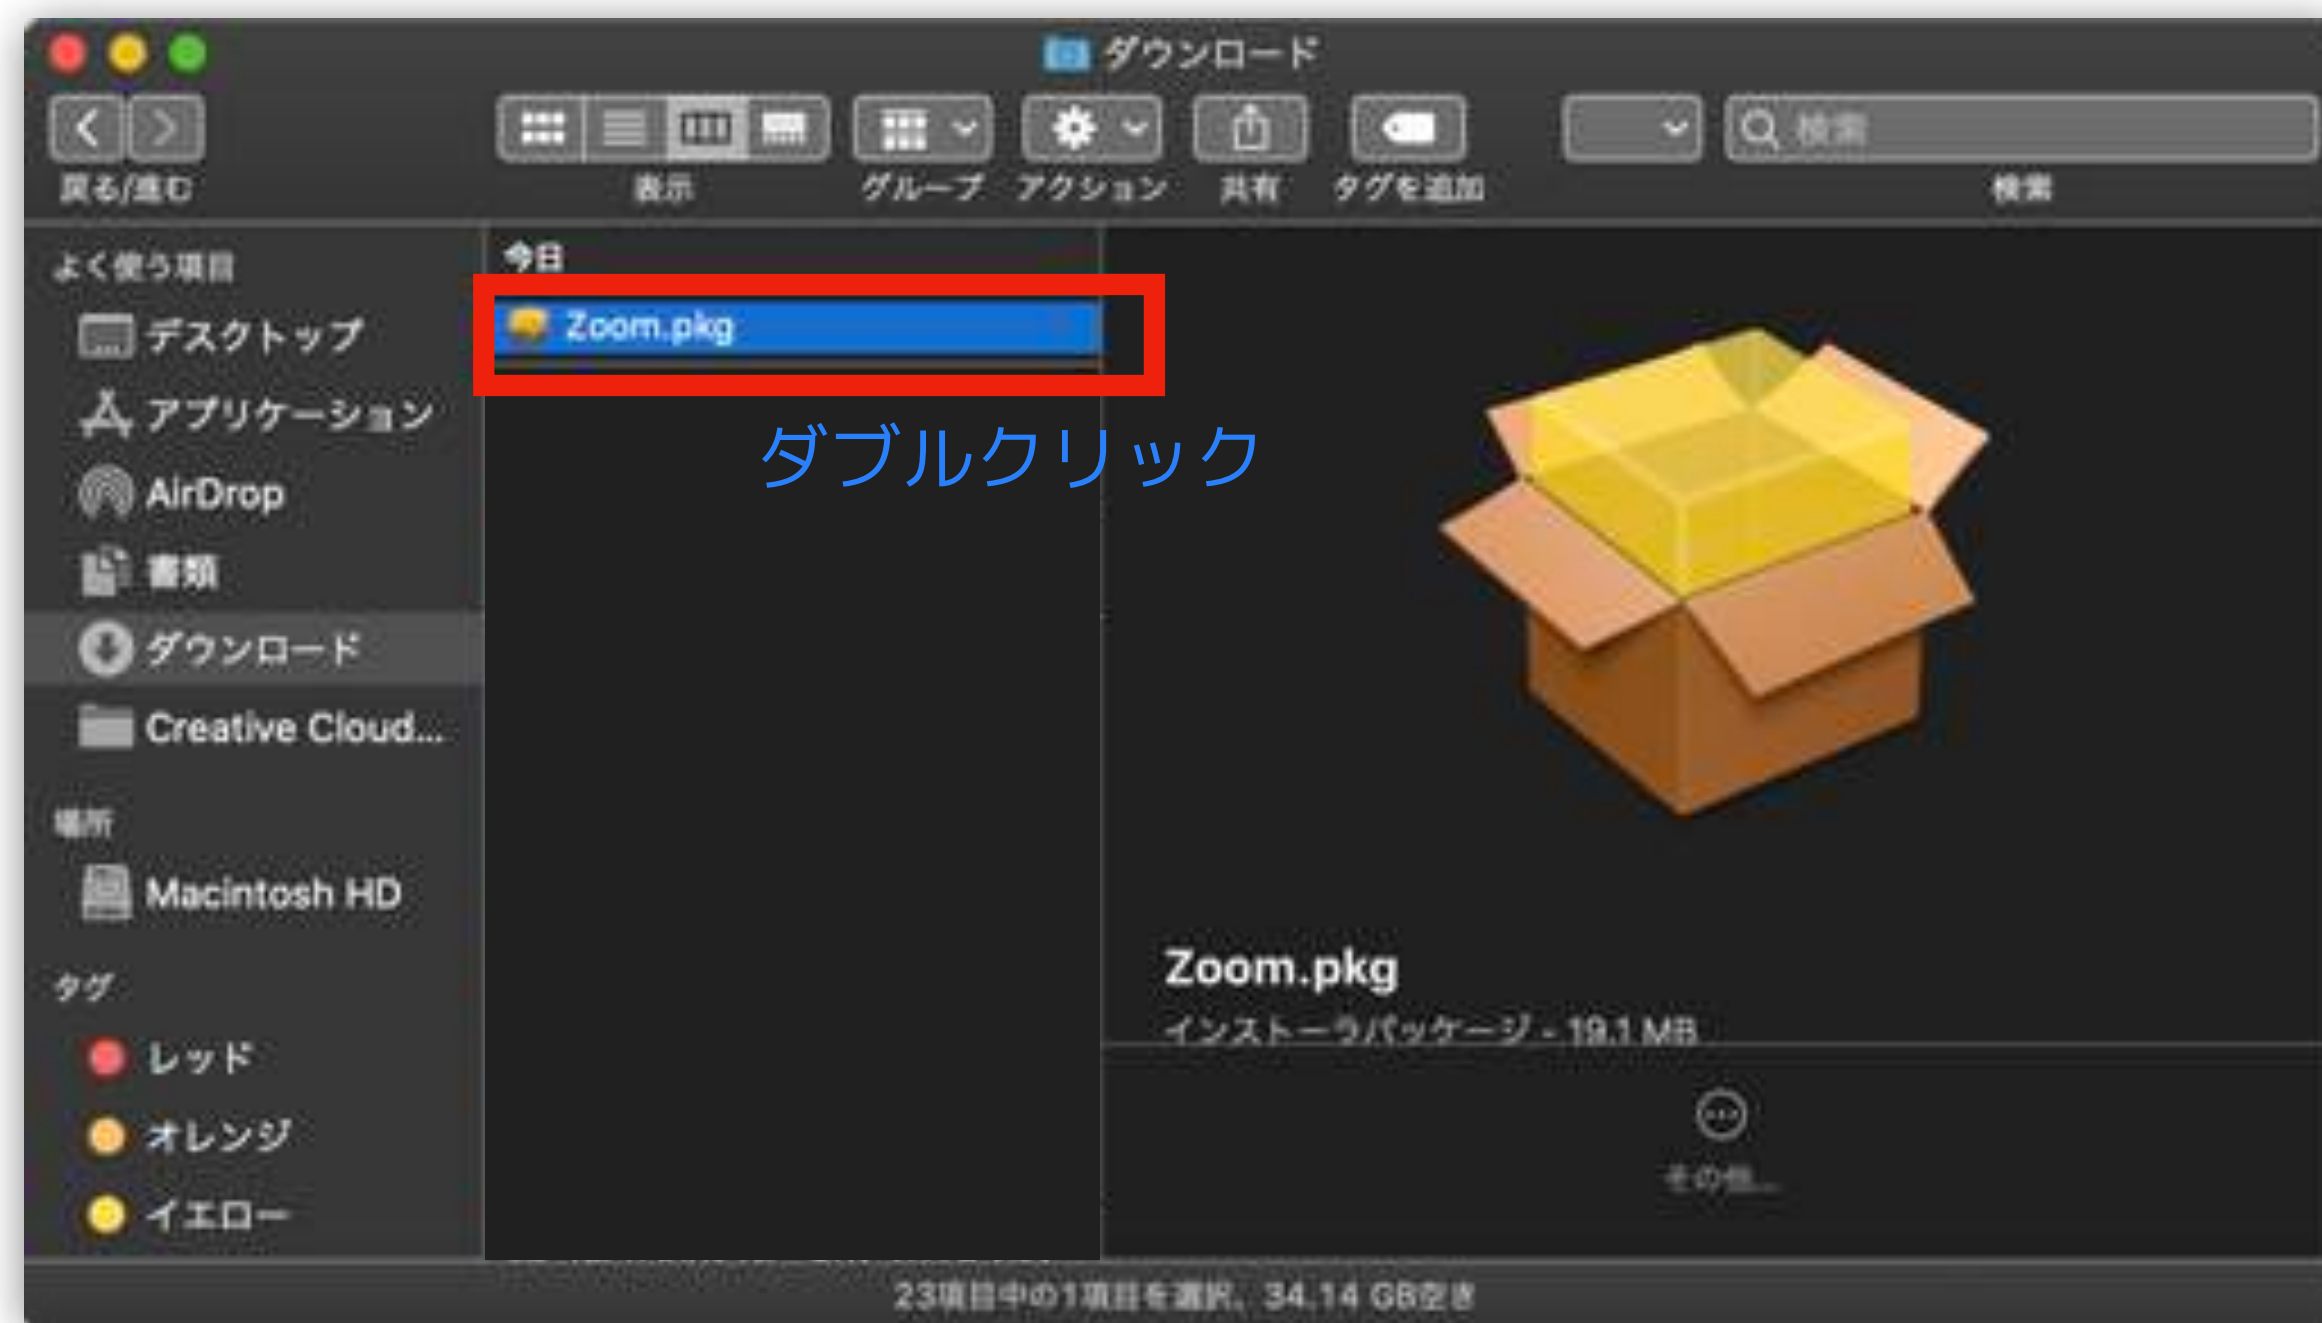 ダウンロード
検索
戻る/進む
表示
グループ
アクション
共有
タグを追加
検索
よく使う項目
デスクトップ
アプリケーション
AirDrop
書類
ダウンロード
Creative Cloud...
場所
Macintosh HD
タグ
レッド
オレンジ
イエロー
今日
Zoom.pkg
ダブルクリック
Zoom.pkg
インストーラパッケージ - 19.1 MB
その他...
23項目中の1項目を選択、34.14 GB空き